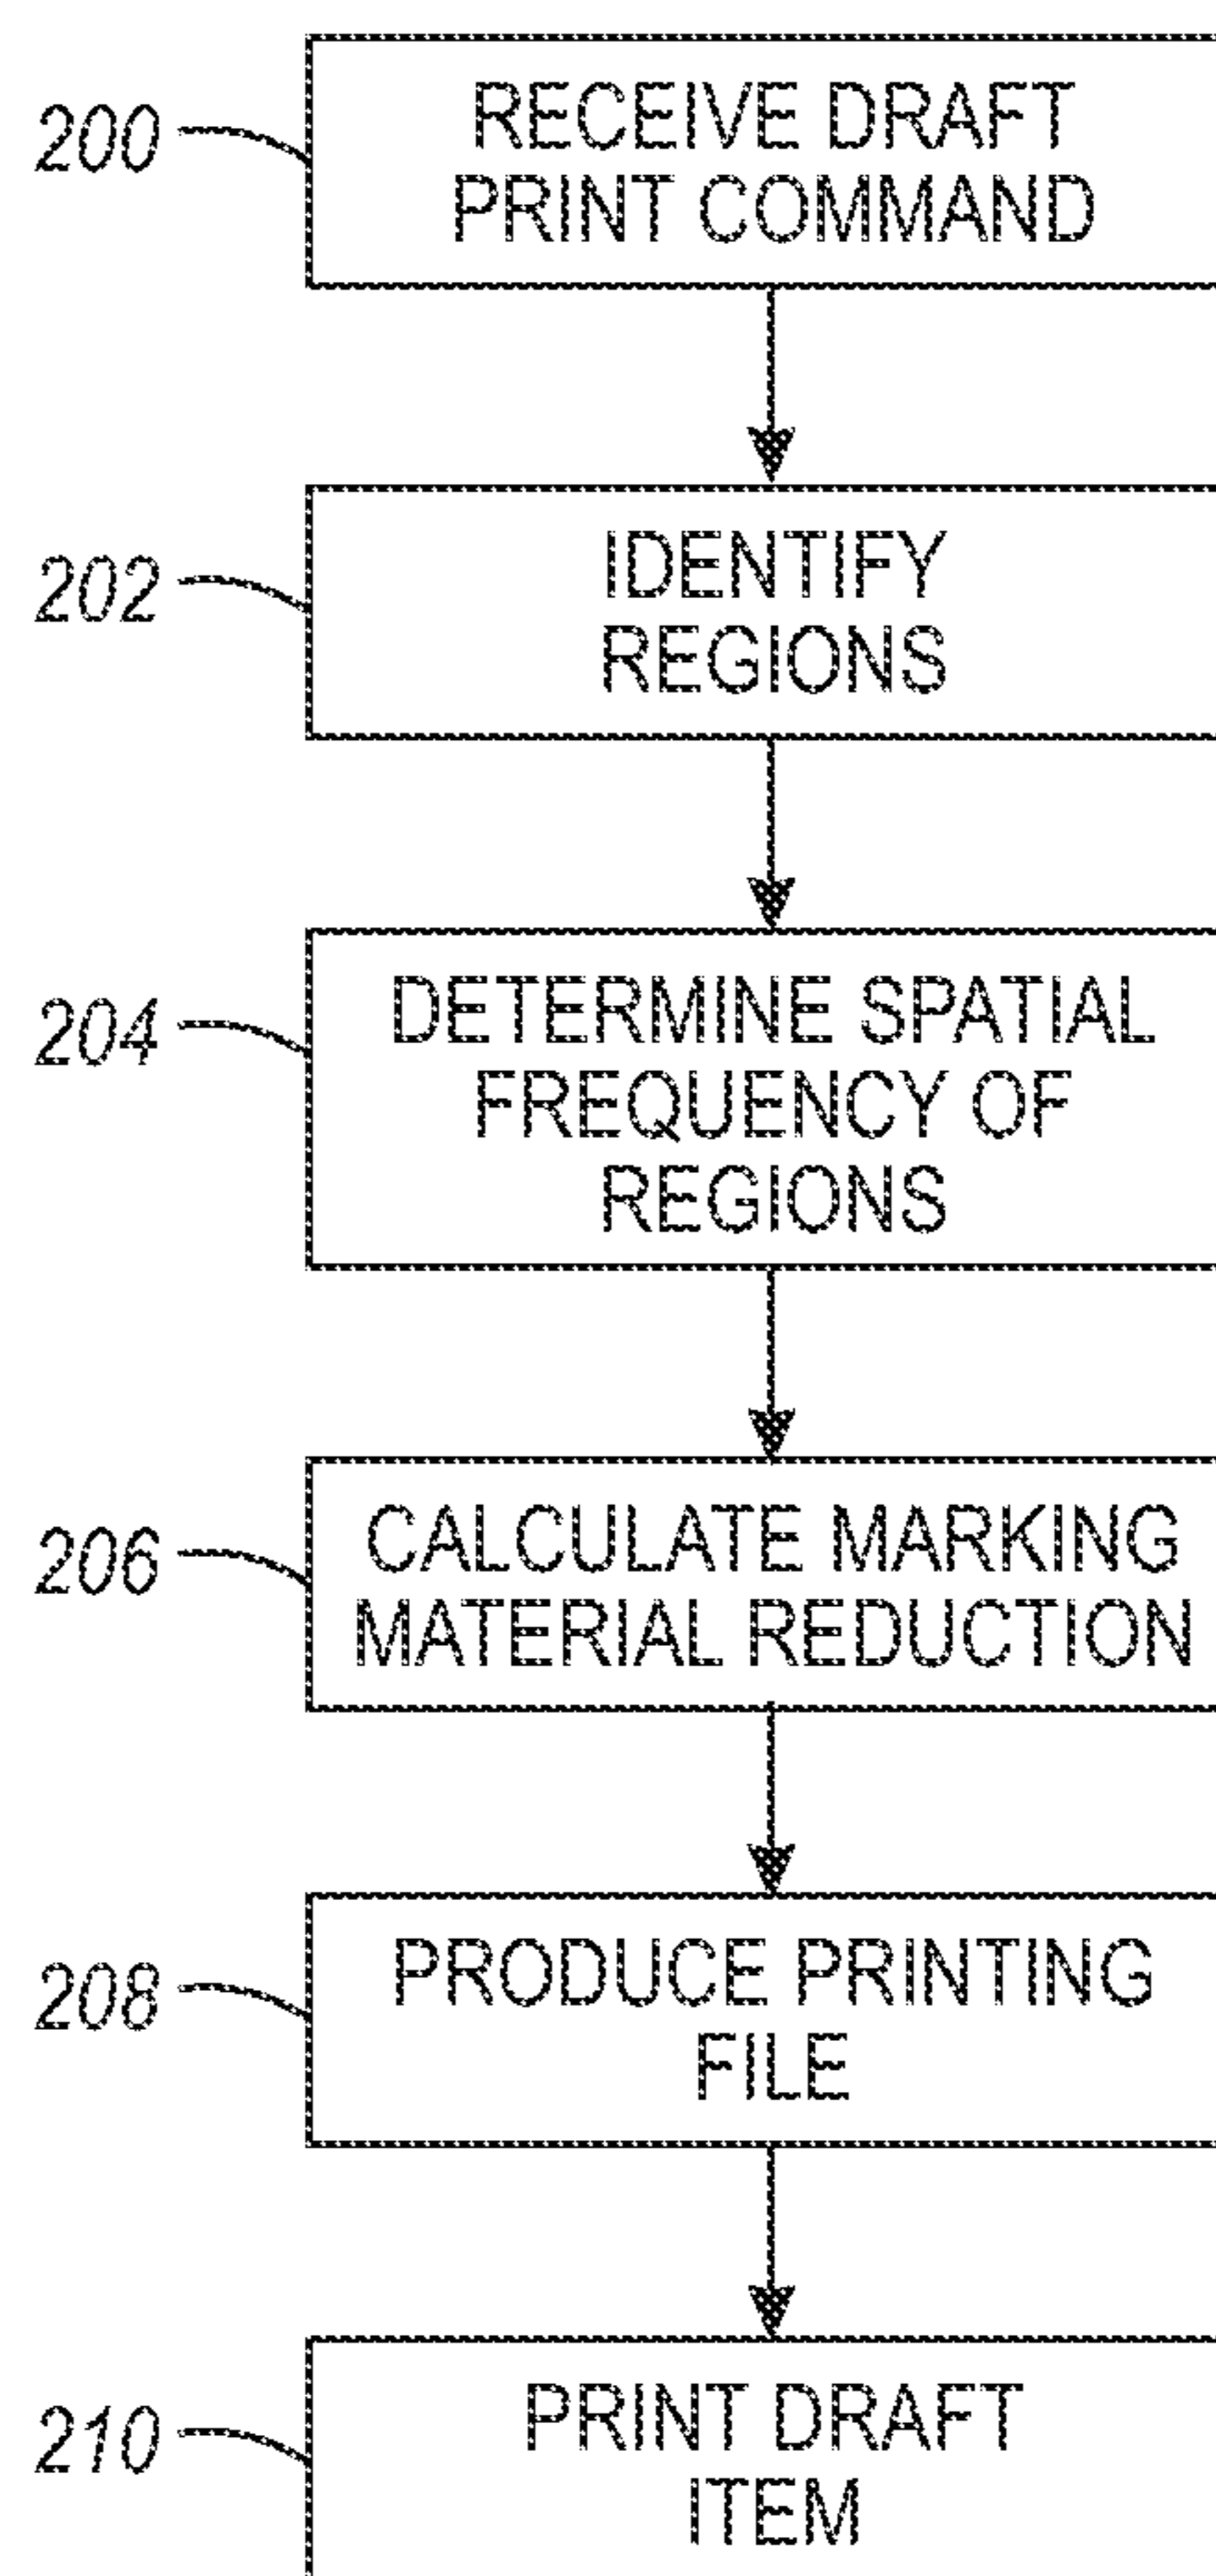 200
RECEIVE DRAFT
PRINT COMMAND
202
IDENTIFY
REGIONS
204
DETERMINE SPATIAL
FREQUENCY OF
REGIONS
206
CALCULATE MARKING
MATERIAL REDUCTION
208
PRODUCE PRINTING
FILE
210
PRINT DRAFT
ITEM